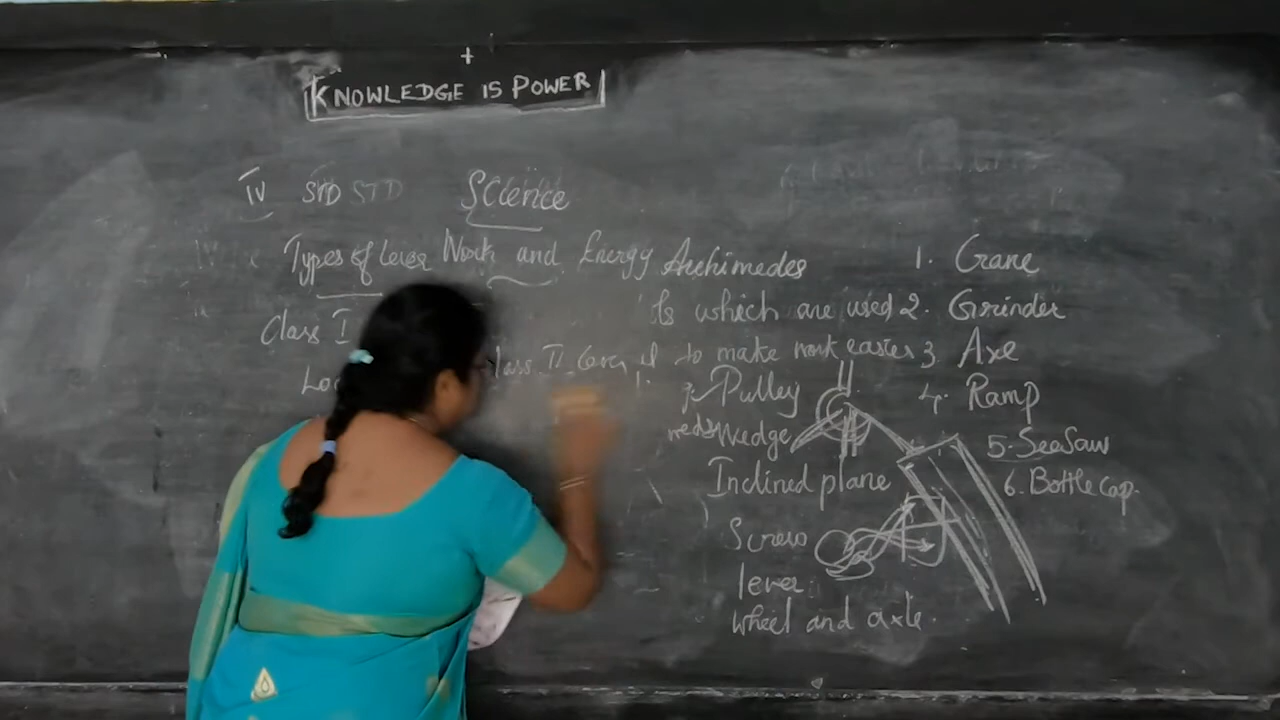 KNOWLEDGE IS POWER
IV STD STD Science
Types of lever Work and Energy Archimedes 1. Crane
which are used 2. Grinder
Class I
Class II to make work easier 3. Axe
Pulley 4. Ramp
Wedge 5. SeeSaw
Inclined plane 6. Bottle cap.
Screw
lever
wheel and axle.